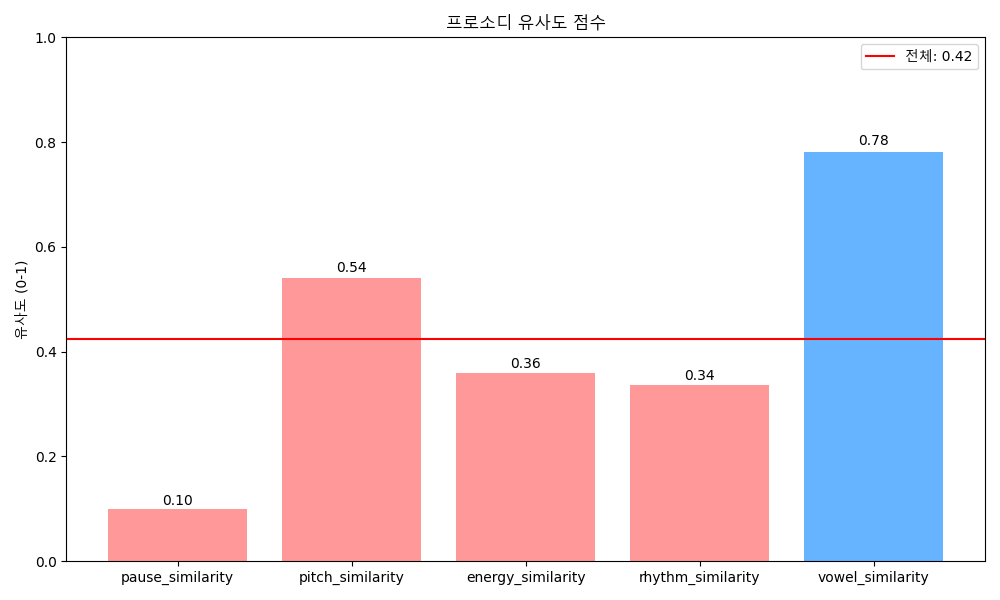 프로소디 유사도 점수
전체: 0.42
유사도 (0-1)
1.0
0.8
0.6
0.4
0.2
0.0
0.10
0.54
0.36
0.34
0.78
pause_similarity
pitch_similarity
energy_similarity
rhythm_similarity
vowel_similarity